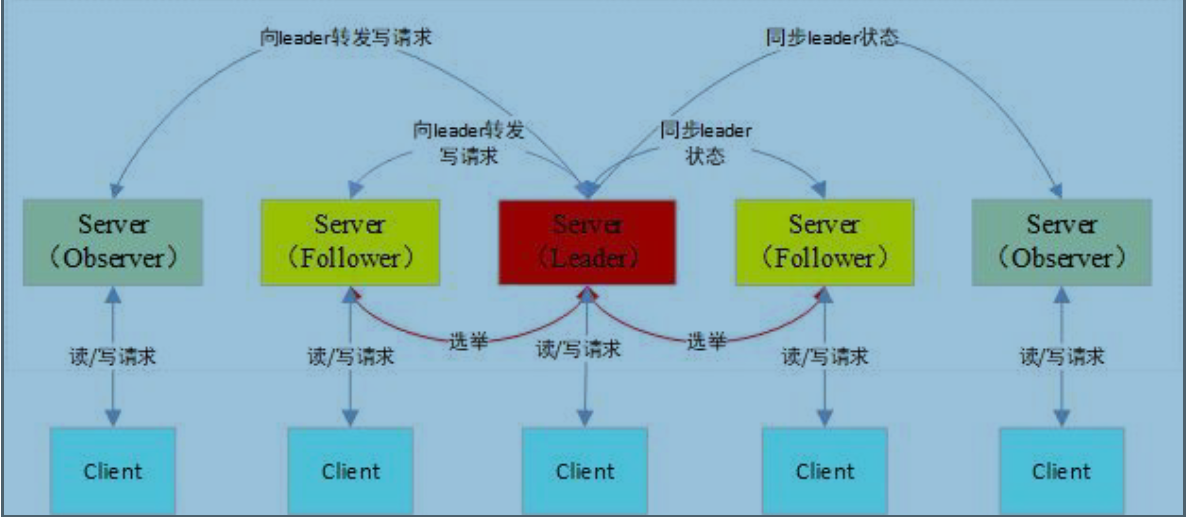 向leader转发写请求
同步leader状态
向leader转发
写请求
同步leader
状态
Server
（Observer）
Server
（Follower）
Server
（Leader）
Server
（Follower）
Server
（Observer）
读/写请求
读/写请求
选举
读/写请求
选举
读/写请求
读/写请求
Client
Client
Client
Client
Client